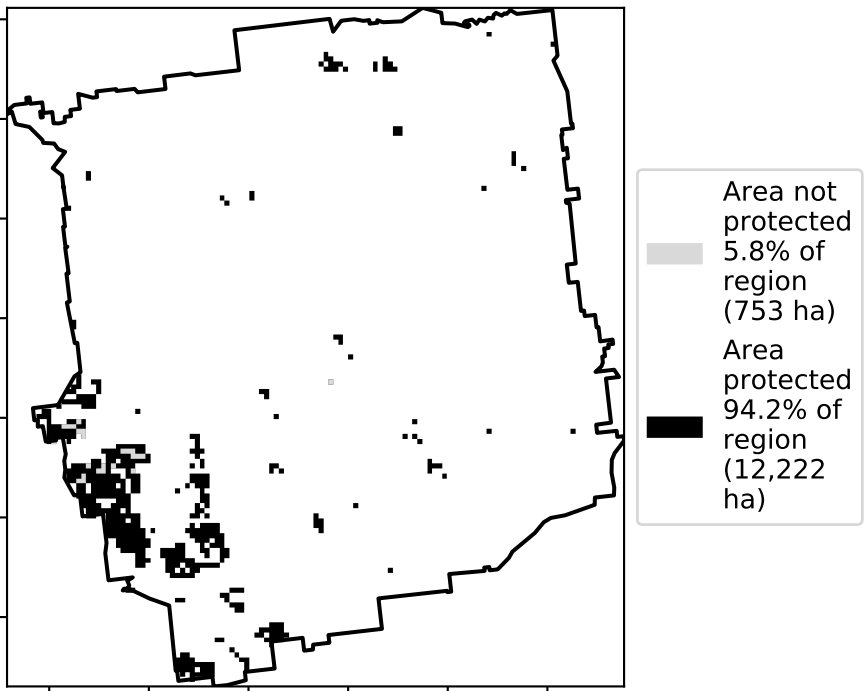 Area not
protected
5.8% of
region
(753 ha)
Area
protected
94.2% of
region
(12,222
ha)